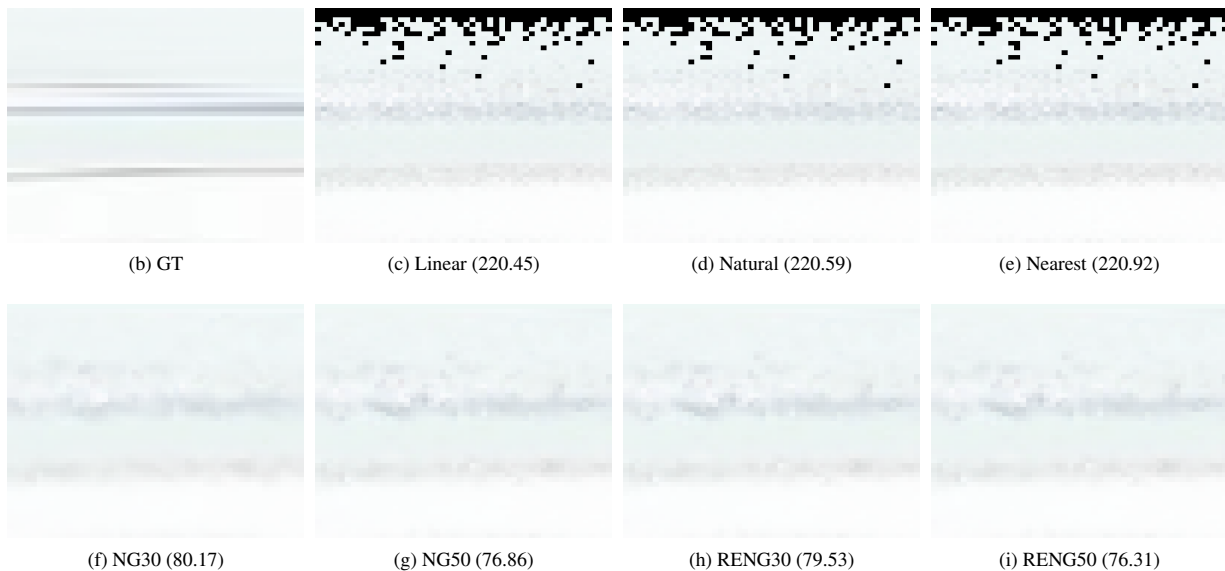 (b) GT
(c) Linear (220.45)
(d) Natural (220.59)
(e) Nearest (220.92)
(f) NG30 (80.17)
(g) NG50 (76.86)
(h) RENG30 (79.53)
(i) RENG50 (76.31)